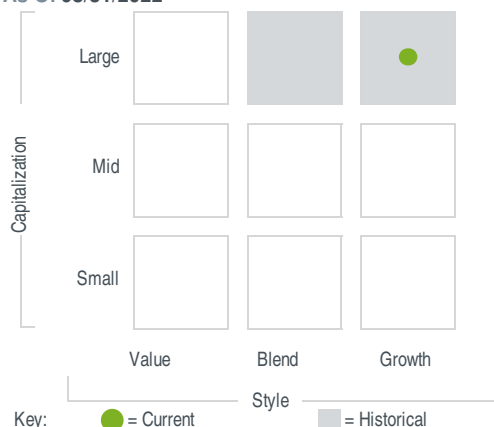 Large
Mid
Capitalization
Small
Value Blend Growth
Style
Key: = Current = Historical